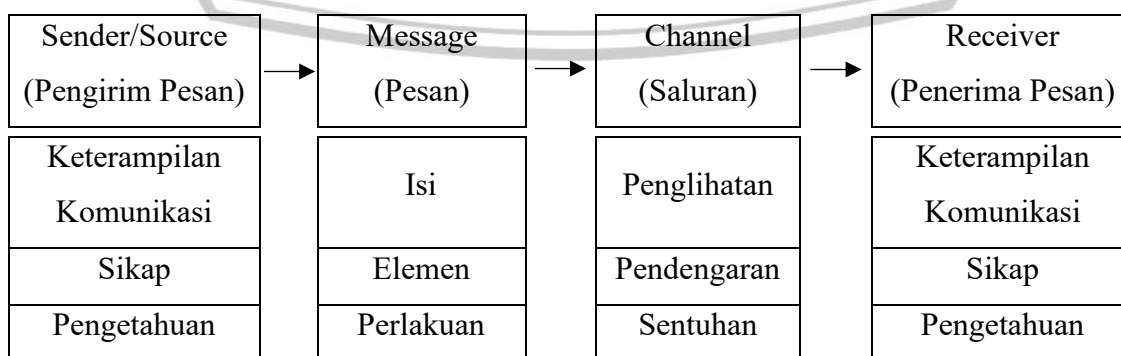 Sender/Source
(Pengirim Pesan)
Message
(Pesan)
Channel
(Saluran)
Receiver
(Penerima Pesan)
Keterampilan
Komunikasi
Isi
Penglihatan
Keterampilan
Komunikasi
Sikap
Elemen
Pendengaran
Sikap
Pengetahuan
Perlakuan
Sentuhan
Pengetahuan